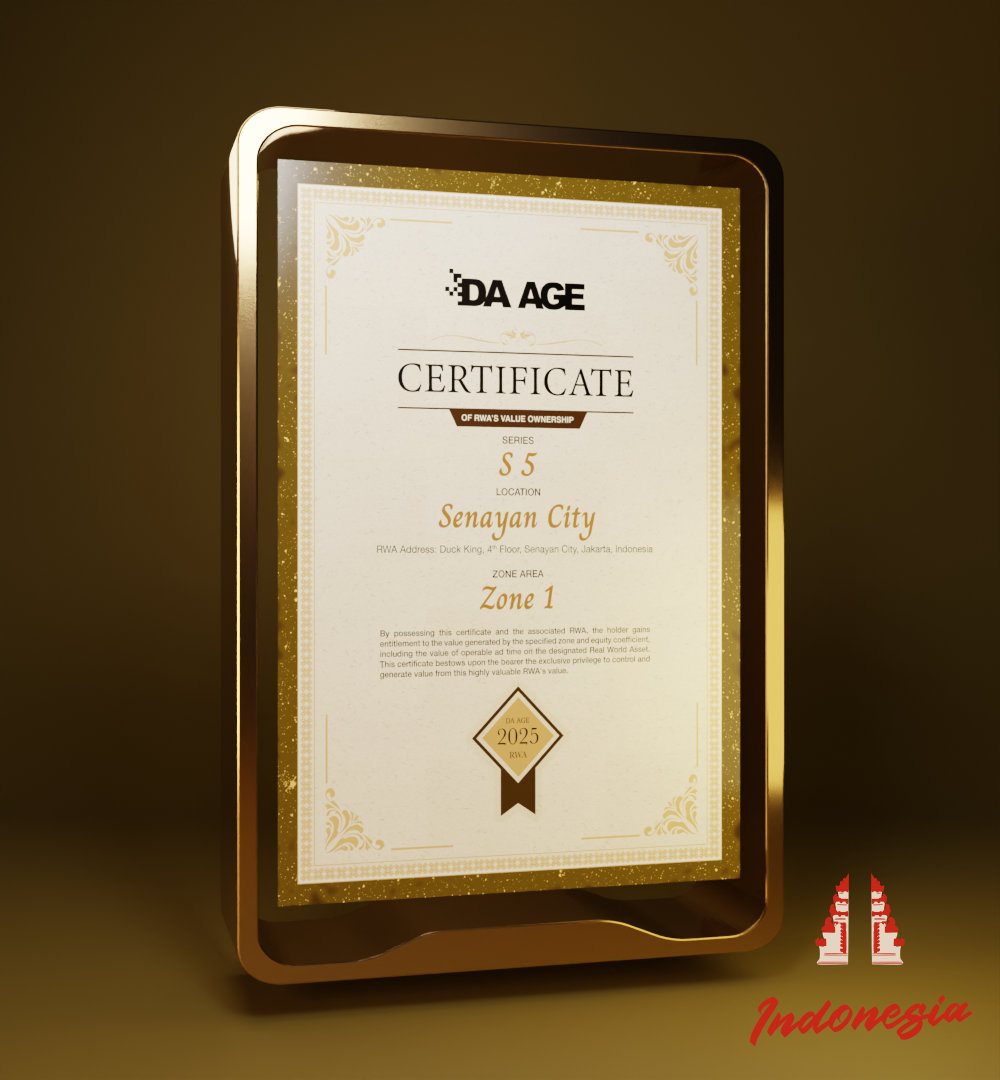 DA AGE
CERTIFICATE
OF RWA'S VALUE OWNERSHIP
SERIES
S 5
LOCATION
Senayan City
RWA Address: Duck King, 4th Floor, Senayan City, Jakarta, Indonesia
ZONE AREA
Zone 1
By possessing this certificate and the associated RWA, the holder gains
entitlement to the value generated by the specified zone and equity coefficient,
including the value of operable ad time on the designated Real World Asset.
This certificate bestows upon the bearer the exclusive privilege to control and
generate value from this highly valuable RWA's value.
DA AGE
2025
RWA
Indonesia